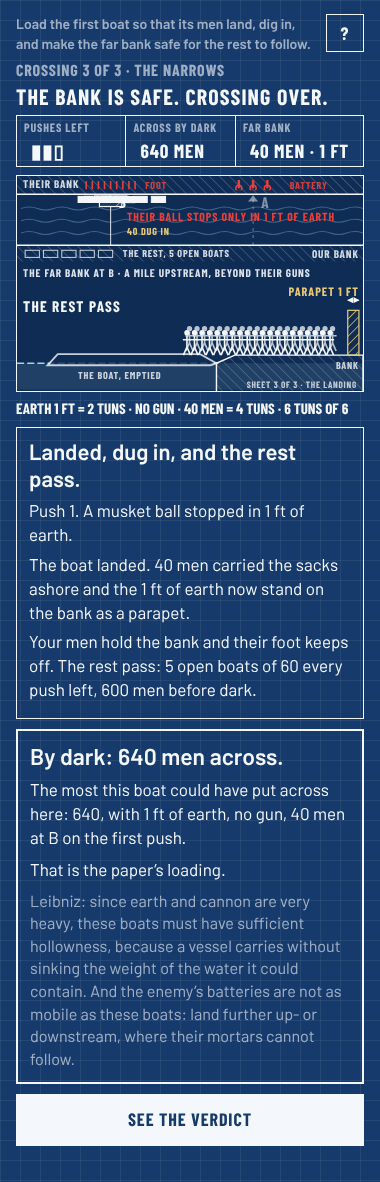 Load the first boat so that its men land, dig in,
and make the far bank safe for the rest to follow.
?
CROSSING 3 OF 3 · THE NARROWS
THE BANK IS SAFE. CROSSING OVER.
PUSHES LEFT
ACROSS BY DARK
640 MEN
FAR BANK
40 MEN · 1 FT
THEIR BANK
FOOT
BATTERY
B
A
THEIR BALL STOPS ONLY IN 1 FT OF EARTH
40 DUG IN
THE REST, 5 OPEN BOATS
OUR BANK
THE FAR BANK AT B · A MILE UPSTREAM, BEYOND THEIR GUNS
PARAPET 1 FT
THE REST PASS
BANK
THE BOAT, EMPTIED
SHEET 3 OF 3 · THE LANDING
EARTH 1 FT = 2 TUNS · NO GUN · 40 MEN = 4 TUNS · 6 TUNS OF 6
Landed, dug in, and the rest
pass.
Push 1. A musket ball stopped in 1 ft of
earth.
The boat landed. 40 men carried the sacks
ashore and the 1 ft of earth now stand on
the bank as a parapet.
Your men hold the bank and their foot keeps
off. The rest pass: 5 open boats of 60 every
push left, 600 men before dark.
By dark: 640 men across.
The most this boat could have put across
here: 640, with 1 ft of earth, no gun, 40 men
at B on the first push.
That is the paper's loading.
Leibniz: since earth and cannon are very
heavy, these boats must have sufficient
hollowness, because a vessel carries without
sinking the weight of the water it could
contain. And the enemy's batteries are not as
mobile as these boats: land further up- or
downstream, where their mortars cannot
follow.
SEE THE VERDICT